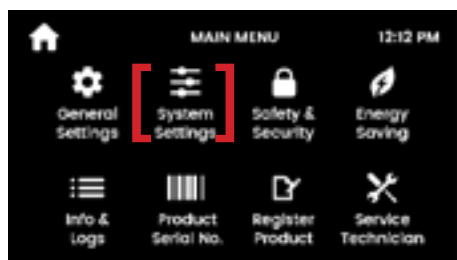 MAIN MENU 12:12 PM
General System Safety & Energy
Settings Settings Security Saving
Info & Product Register Service
Logs Serial No. Product Technician